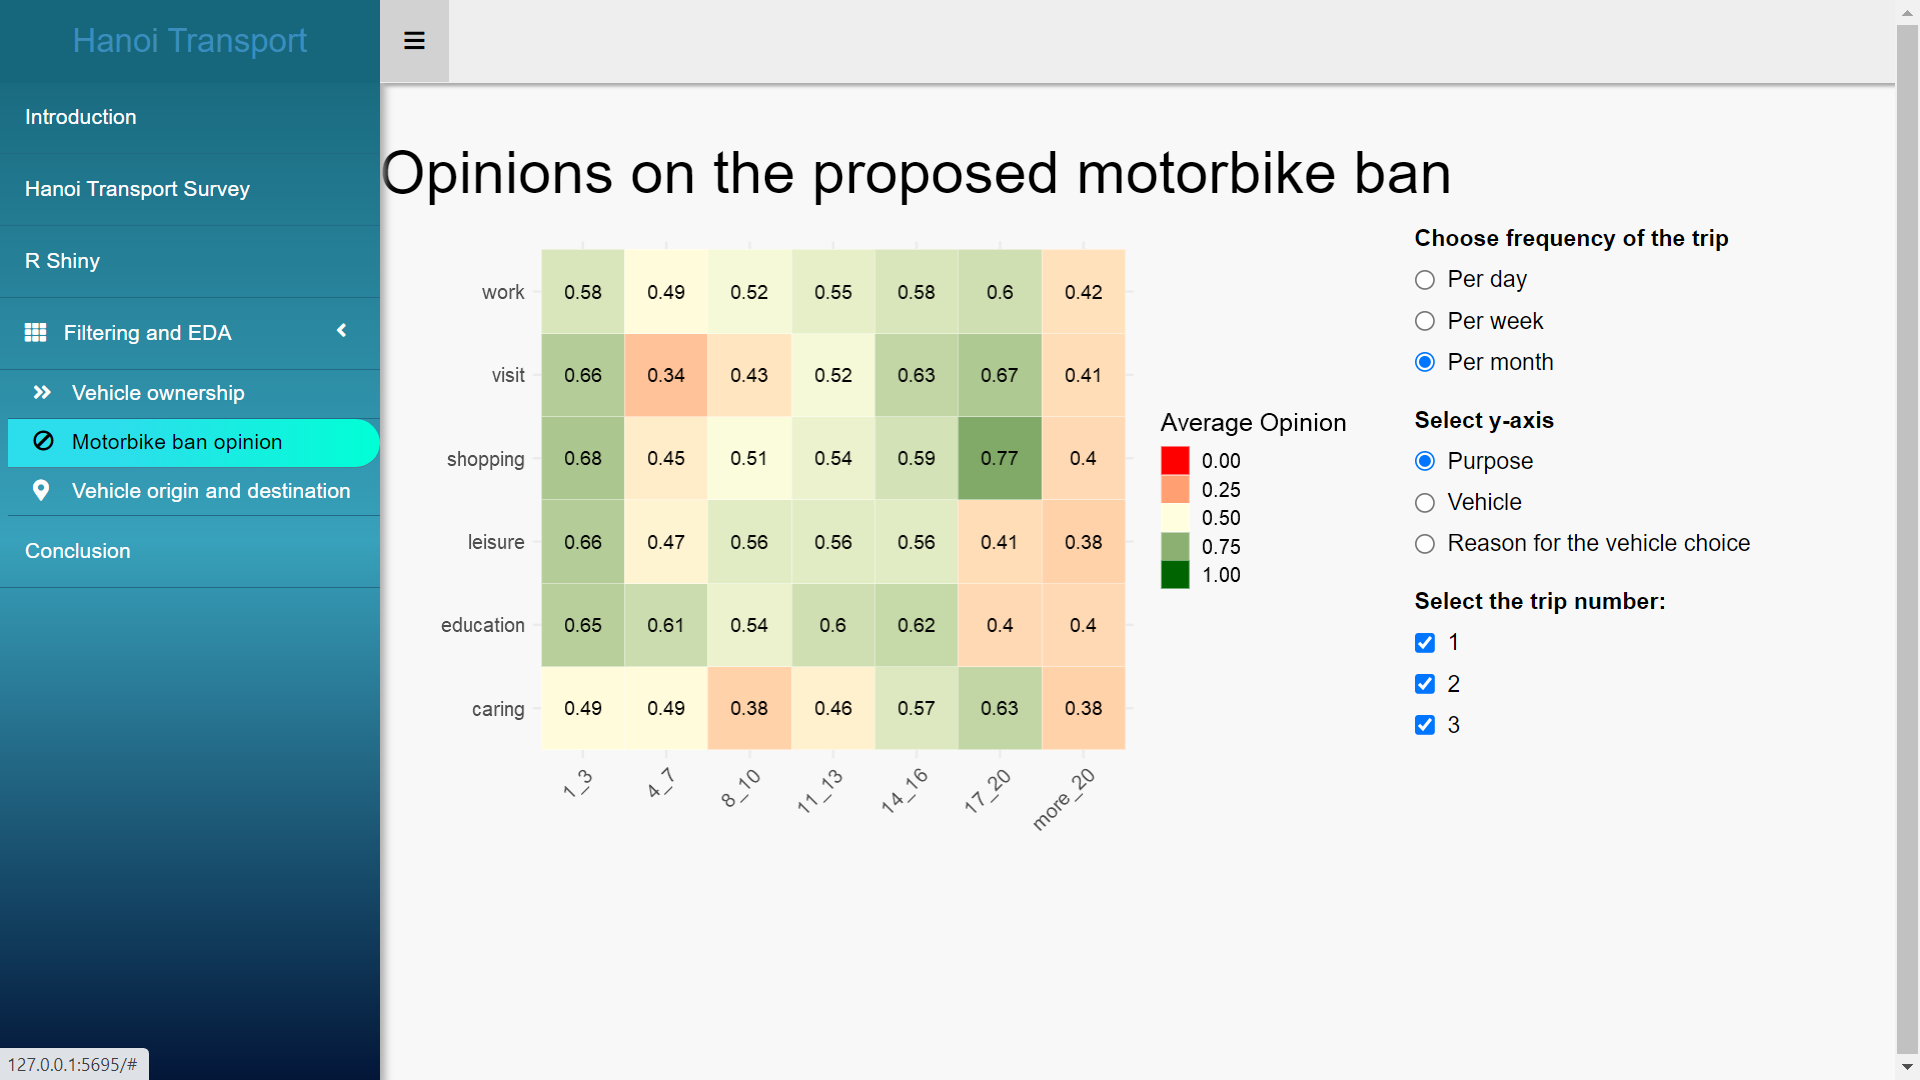 Hanoi Transport
Introduction
Hanoi Transport Survey
R Shiny
Filtering and EDA
Vehicle ownership
Motorbike ban opinion
Vehicle origin and destination
Conclusion
127.0.0.1:5695/#
Opinions on the proposed motorbike ban
work 0.58 0.49 0.52 0.55 0.58 0.6 0.42
visit 0.66 0.34 0.43 0.52 0.63 0.67 0.41
shopping 0.68 0.45 0.51 0.54 0.59 0.77 0.4
leisure 0.66 0.47 0.56 0.56 0.56 0.41 0.38
education 0.65 0.61 0.54 0.6 0.62 0.4 0.4
caring 0.49 0.49 0.38 0.46 0.57 0.63 0.38
1_3 4_7 8_10 11_13 14_16 17_20 more_20
Average Opinion
0.00
0.25
0.50
0.75
1.00
Choose frequency of the trip
Per day
Per week
Per month
Select y-axis
Purpose
Vehicle
Reason for the vehicle choice
Select the trip number:
1
2
3